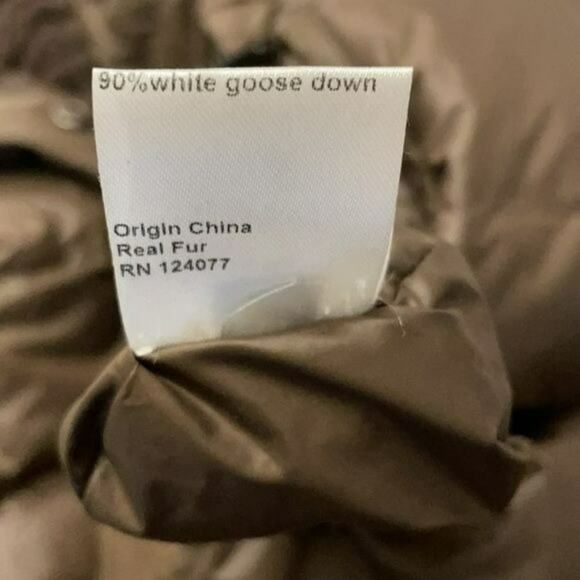 90%white goose down
Origin China
Real Fur
RN 124077